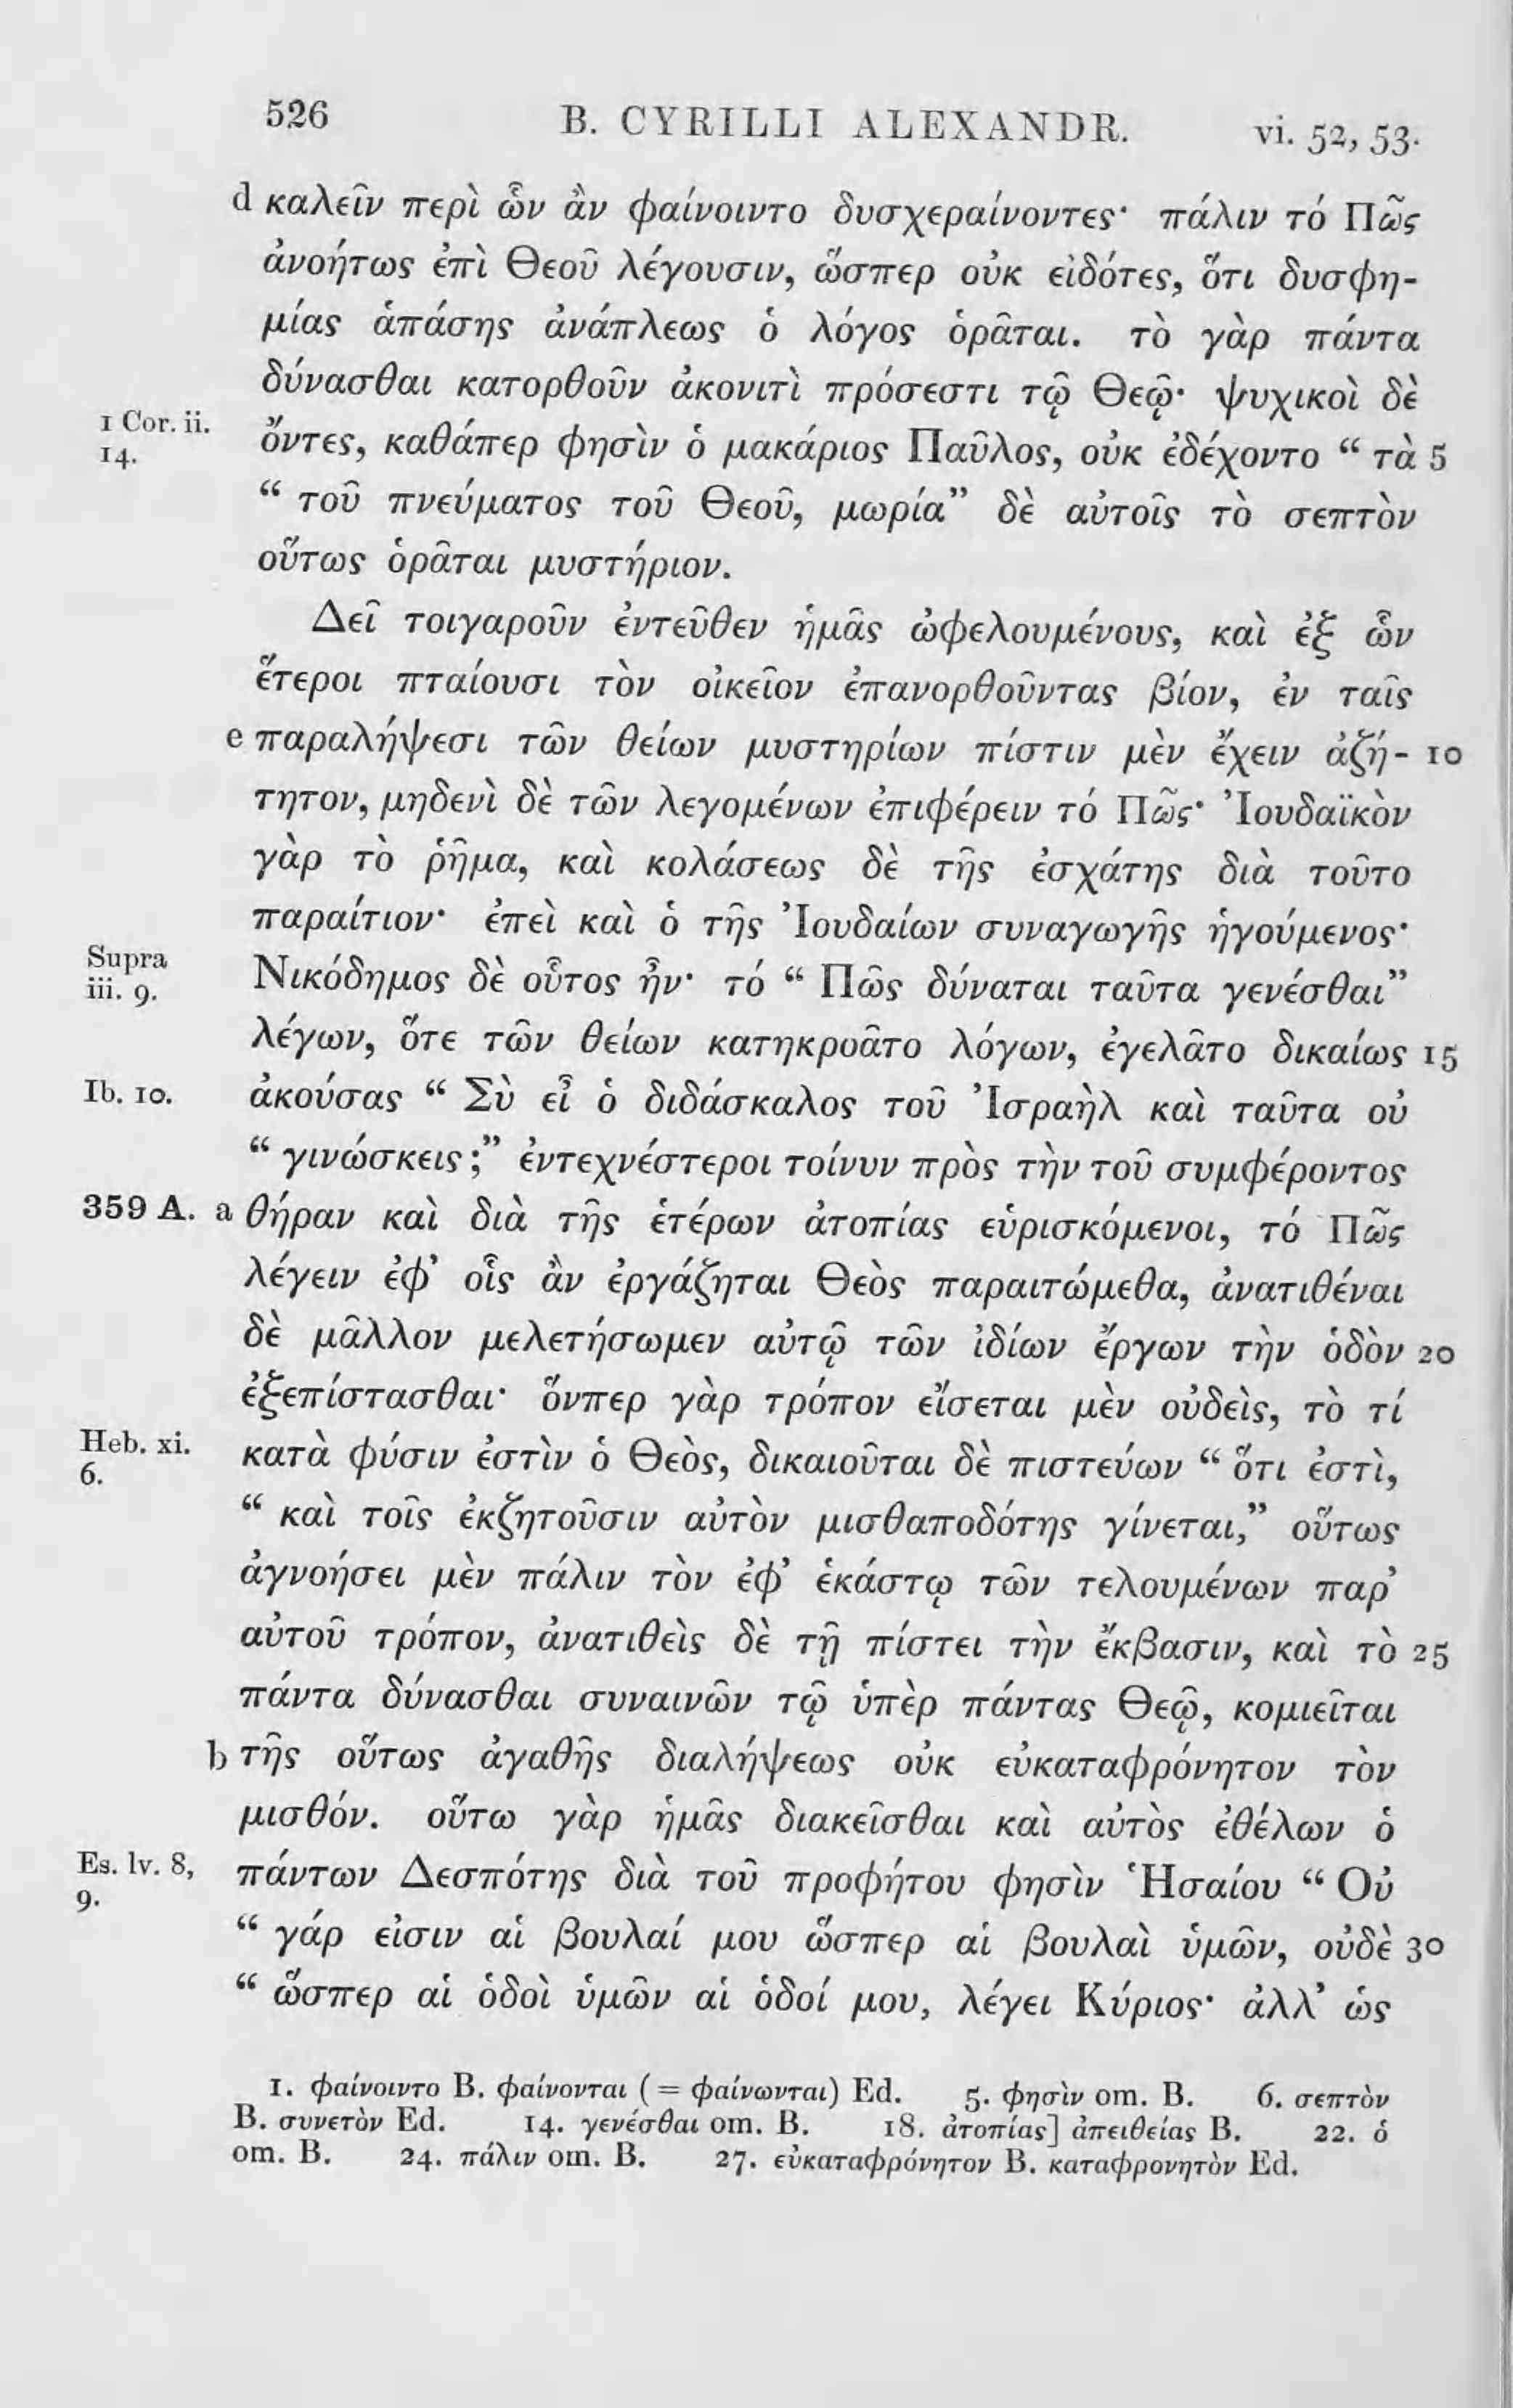 526 B. CYRILLI ALEXANDR. vi. 52, 53.
d καλεῖν περὶ ὧν ἂν φαίνοιντο δυσχεραίνοντες· πάλιν τό Πῶς
ἀνοήτως ἐπὶ Θεοῦ λέγουσιν, ὥσπερ οὐκ εἰδότες, ὅτι δυσφη-
μίας ἁπάσης ἀνάπλεως ὁ λόγος ὁρᾶται. τὸ γὰρ πάντα
δύνασθαι κατορθοῦν ἀκονιτὶ πρόσεστι τῷ Θεῷ· ψυχικοὶ δὲ
1 Cor. ii. 14. ὄντες, καθάπερ φησὶν ὁ μακάριος Παῦλος, οὐκ ἐδέχοντο “ τὰ 5
“ τοῦ πνεύματος τοῦ Θεοῦ, μωρία” δὲ αὐτοῖς τὸ σεπτὸν
οὕτως ὁρᾶται μυστήριον.
Δεῖ τοιγαροῦν ἐντεῦθεν ἡμᾶς ὠφελουμένους, καὶ ἐξ ὧν
ἕτεροι πταίουσι τὸν οἰκεῖον ἐπανορθοῦντας βίον, ἐν ταῖς
e παραλήψεσι τῶν θείων μυστηρίων πίστιν μὲν ἔχειν ἀζή- 10
τητον, μηδενὶ δὲ τῶν λεγομένων ἐπιφέρειν τό Πῶς· Ἰουδαϊκὸν
γὰρ τὸ ῥῆμα, καὶ κολάσεως δὲ τῆς ἐσχάτης διὰ τοῦτο
παραίτιον· ἐπεὶ καὶ ὁ τῆς Ἰουδαίων συναγωγῆς ἡγούμενος·
Supra iii. 9. Νικόδημος δὲ οὗτος ἦν· τό “ Πῶς δύναται ταῦτα γενέσθαι”
λέγων, ὅτε τῶν θείων κατηκροᾶτο λόγων, ἐγελᾶτο δικαίως 15
Ib. 10. ἀκούσας “ Σὺ εἶ ὁ διδάσκαλος τοῦ Ἰσραὴλ καὶ ταῦτα οὐ
“ γινώσκεις ;” ἐντεχνέστεροι τοίνυν πρὸς τὴν τοῦ συμφέροντος
359 A. a θήραν καὶ διὰ τῆς ἑτέρων ἀτοπίας εὑρισκόμενοι, τό Πῶς
λέγειν ἐφ’ οἷς ἂν ἐργάζηται Θεὸς παραιτώμεθα, ἀνατιθέναι
δὲ μᾶλλον μελετήσωμεν αὐτῷ τῶν ἰδίων ἔργων τὴν ὁδὸν 20
ἐξεπίστασθαι· ὅνπερ γὰρ τρόπον εἴσεται μὲν οὐδεὶς, τὸ τί
Heb. xi. 6. κατὰ φύσιν ἐστὶν ὁ Θεὸς, δικαιοῦται δὲ πιστεύων “ ὅτι ἐστὶ,
“ καὶ τοῖς ἐκζητοῦσιν αὐτὸν μισθαποδότης γίνεται,” οὕτως
ἀγνοήσει μὲν πάλιν τὸν ἐφ’ ἑκάστῳ τῶν τελουμένων παρ’
αὐτοῦ τρόπον, ἀνατιθεὶς δὲ τῇ πίστει τὴν ἔκβασιν, καὶ τὸ 25
πάντα δύνασθαι συναινῶν τῷ ὑπὲρ πάντας Θεῷ, κομιεῖται
b τῆς οὕτως ἀγαθῆς διαλήψεως οὐκ εὐκαταφρόνητον τὸν
μισθόν. οὕτω γὰρ ἡμᾶς διακεῖσθαι καὶ αὐτὸς ἐθέλων ὁ
Es. lv. 8, 9. πάντων Δεσπότης διὰ τοῦ προφήτου φησὶν Ἡσαίου “ Οὐ
“ γάρ εἰσιν αἱ βουλαί μου ὥσπερ αἱ βουλαὶ ὑμῶν, οὐδὲ 30
“ ὥσπερ αἱ ὁδοὶ ὑμῶν αἱ ὁδοί μου, λέγει Κύριος· ἀλλ’ ὡς
1. φαίνοιντο B. φαίνονται ( = φαίνωνται) Ed. 5. φησὶν om. B. 6. σεπτὸν
B. συνετὸν Ed. 14. γενέσθαι om. B. 18. ἀτοπίας] ἀπειθείας B. 22. ὁ
om. B. 24. πάλιν om. B. 27. εὐκαταφρόνητον B. καταφρονητὸν Ed.